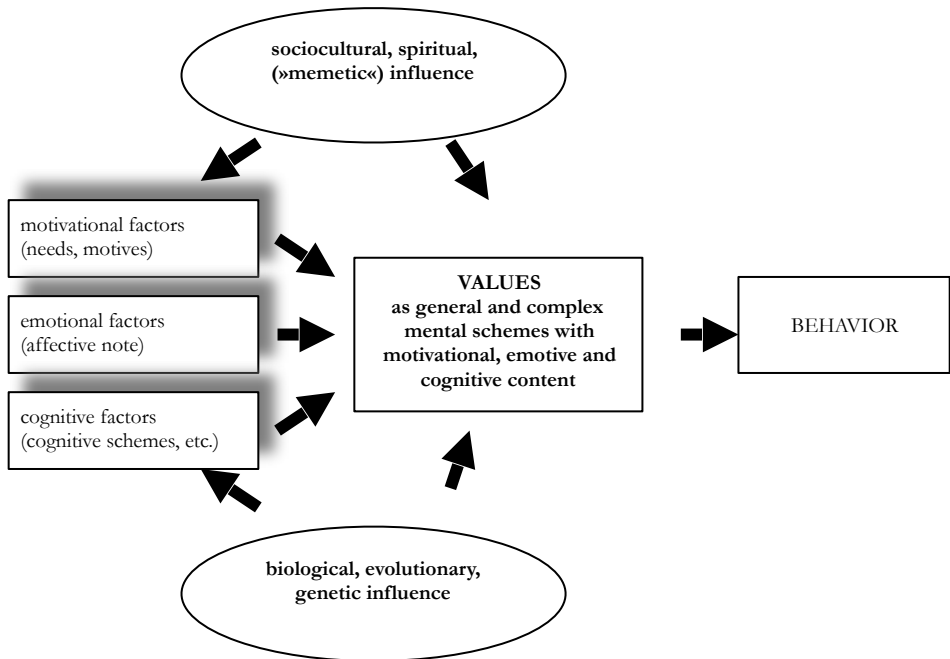 sociocultural, spiritual,
(»memetic«) influence
motivational factors
(needs, motives)
emotional factors
(affective note)
cognitive factors
(cognitive schemes, etc.)
VALUES
as general and complex
mental schemes with
motivational, emotive and
cognitive content
BEHAVIOR
biological, evolutionary,
genetic influence